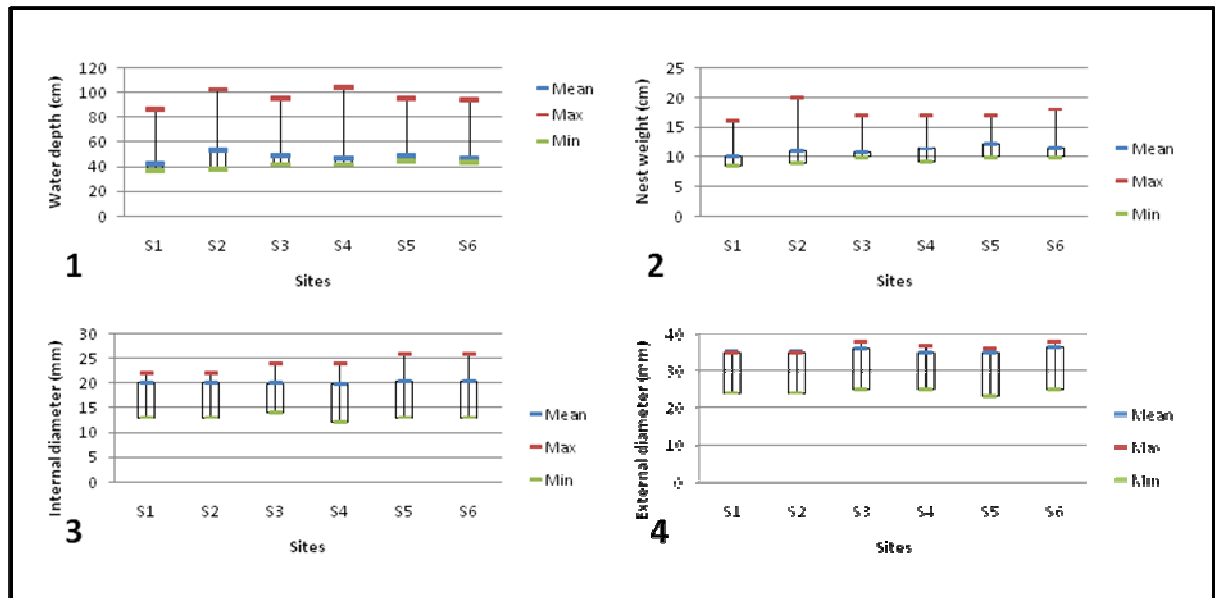 Water depth (cm)
120
100
80
60
40
20
0
S1 S2 S3 S4 S5 S6
Sites
Mean
Max
Min
1
Nest weight (cm)
25
20
15
10
5
0
S1 S2 S3 S4 S5 S6
Sites
Mean
Max
Min
2
Internal diameter (mm)
30
25
20
15
10
5
0
S1 S2 S3 S4 S5 S6
Sites
Mean
Max
Min
3
External diameter (mm)
40
30
20
10
0
S1 S2 S3 S4 S5 S6
Sites
Mean
Max
Min
4